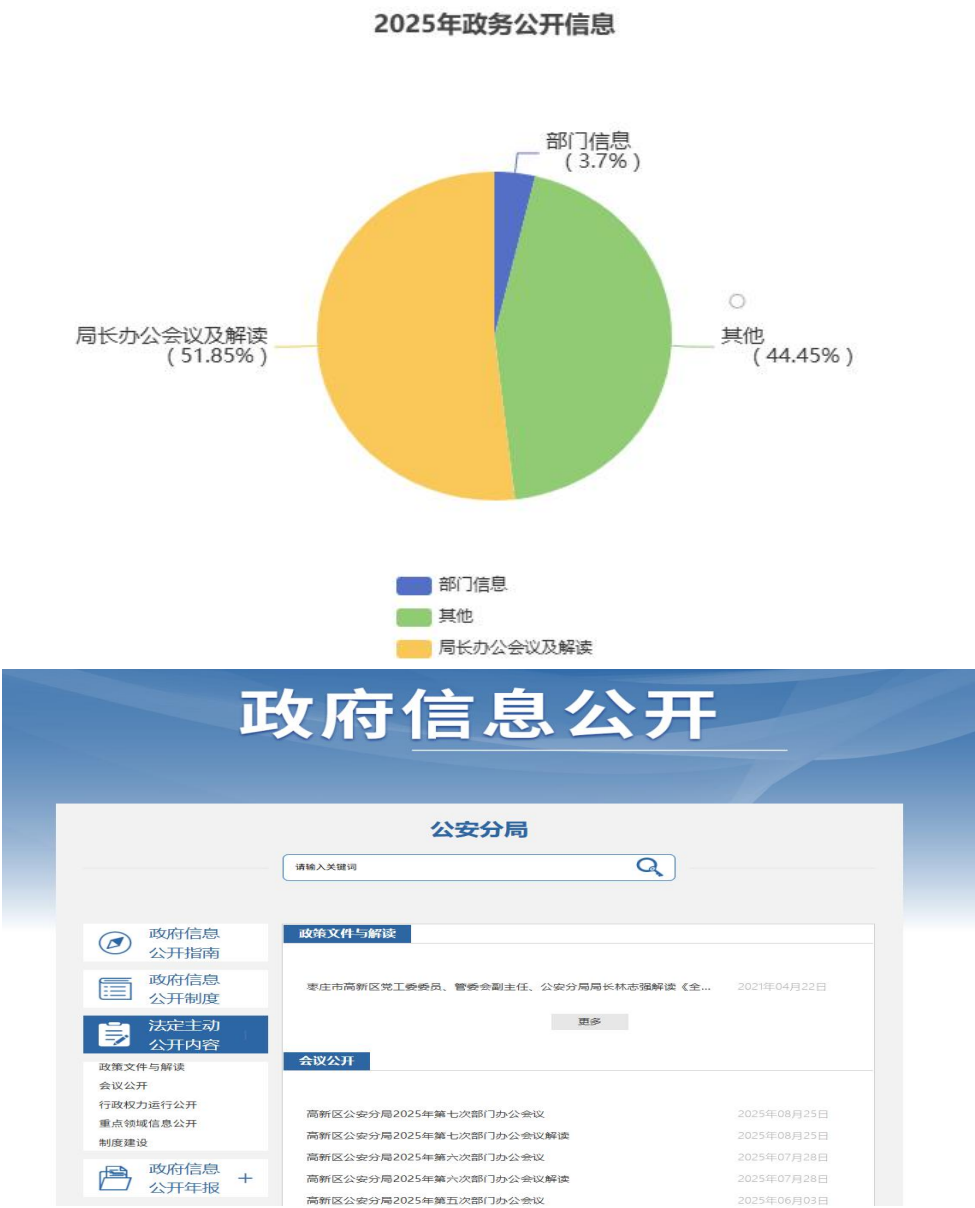 2025年政务公开信息
部门信息
( 3.7% )
局长办公会议及解读
( 51.85% )
其他
( 44.45% )
部门信息
其他
局长办公会议及解读
政府信息公开
公安分局
请输入关键词
政府信息
公开指南
政府信息
公开制度
法定主动
公开内容
政策文件与解读
会议公开
行政权力运行公开
重点领域信息公开
制度建设
政府信息
公开年报
+
政策文件与解读
枣庄市高新区党工委委员、管委会副主任、公安分局局长林志强解读《全... 2021年04月22日
更多
会议公开
高新区公安分局2025年第七次部门办公会议 2025年08月25日
高新区公安分局2025年第七次部门办公会议解读 2025年08月25日
高新区公安分局2025年第六次部门办公会议 2025年07月28日
高新区公安分局2025年第六次部门办公会议解读 2025年07月28日
高新区公安分局2025年第五次部门办公会议 2025年06月03日